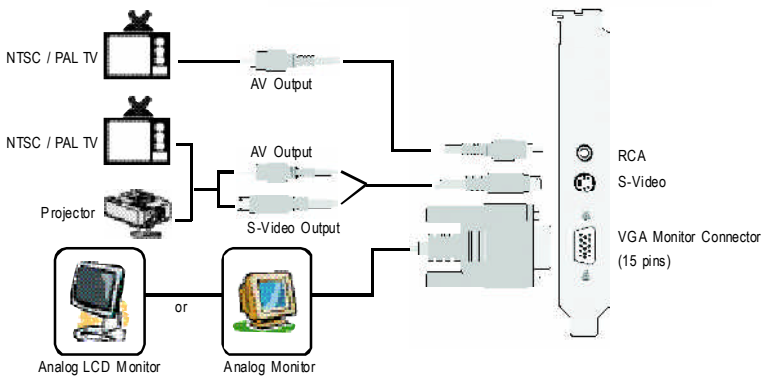 NTSC / PAL TV
AV Output
NTSC / PAL TV
AV Output
RCA
S-Video
Projector
S-Video Output
VGA Monitor Connector
(15 pins)
or
Analog LCD Monitor
Analog Monitor